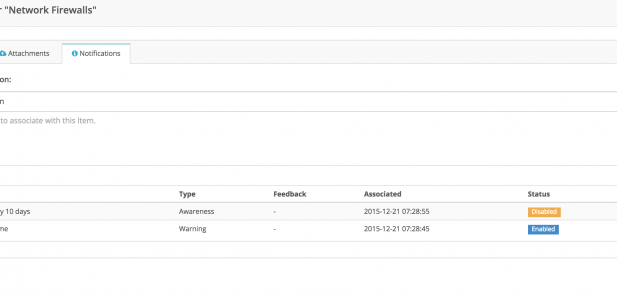 r "Network Firewalls"
Attachments
Notifications
on:
n
to associate with this item.
Type Feedback Associated Status
y 10 days Awareness - 2015-12-21 07:28:55 Disabled
me Warning - 2015-12-21 07:28:45 Enabled